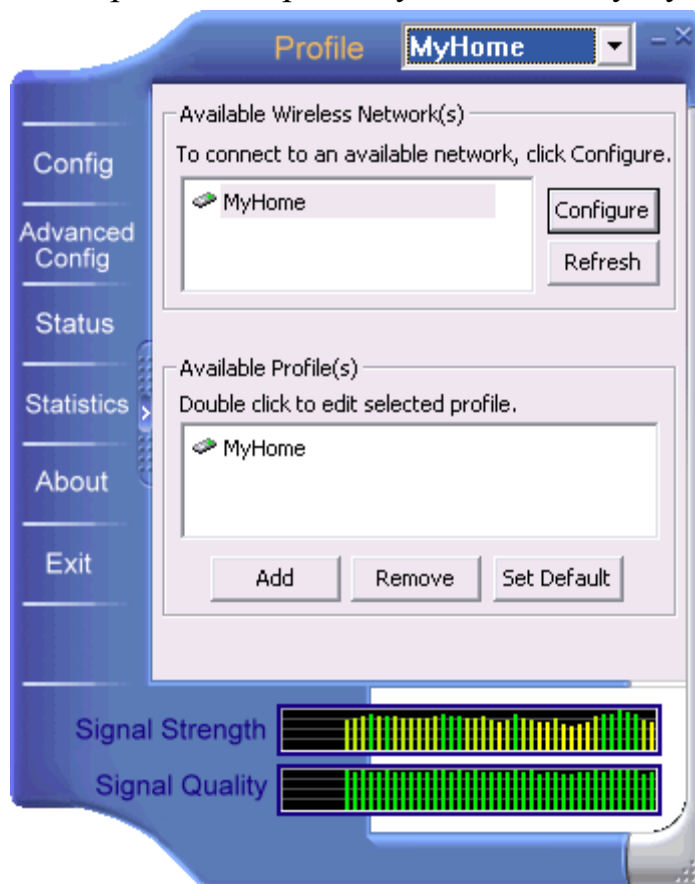 Profile MyHome
Available Wireless Network(s)
To connect to an available network, click Configure.
MyHome
Configure
Refresh
Config
Advanced
Config
Status
Statistics
About
Exit
Available Profile(s)
Double click to edit selected profile.
MyHome
Add Remove Set Default
Signal Strength
Signal Quality